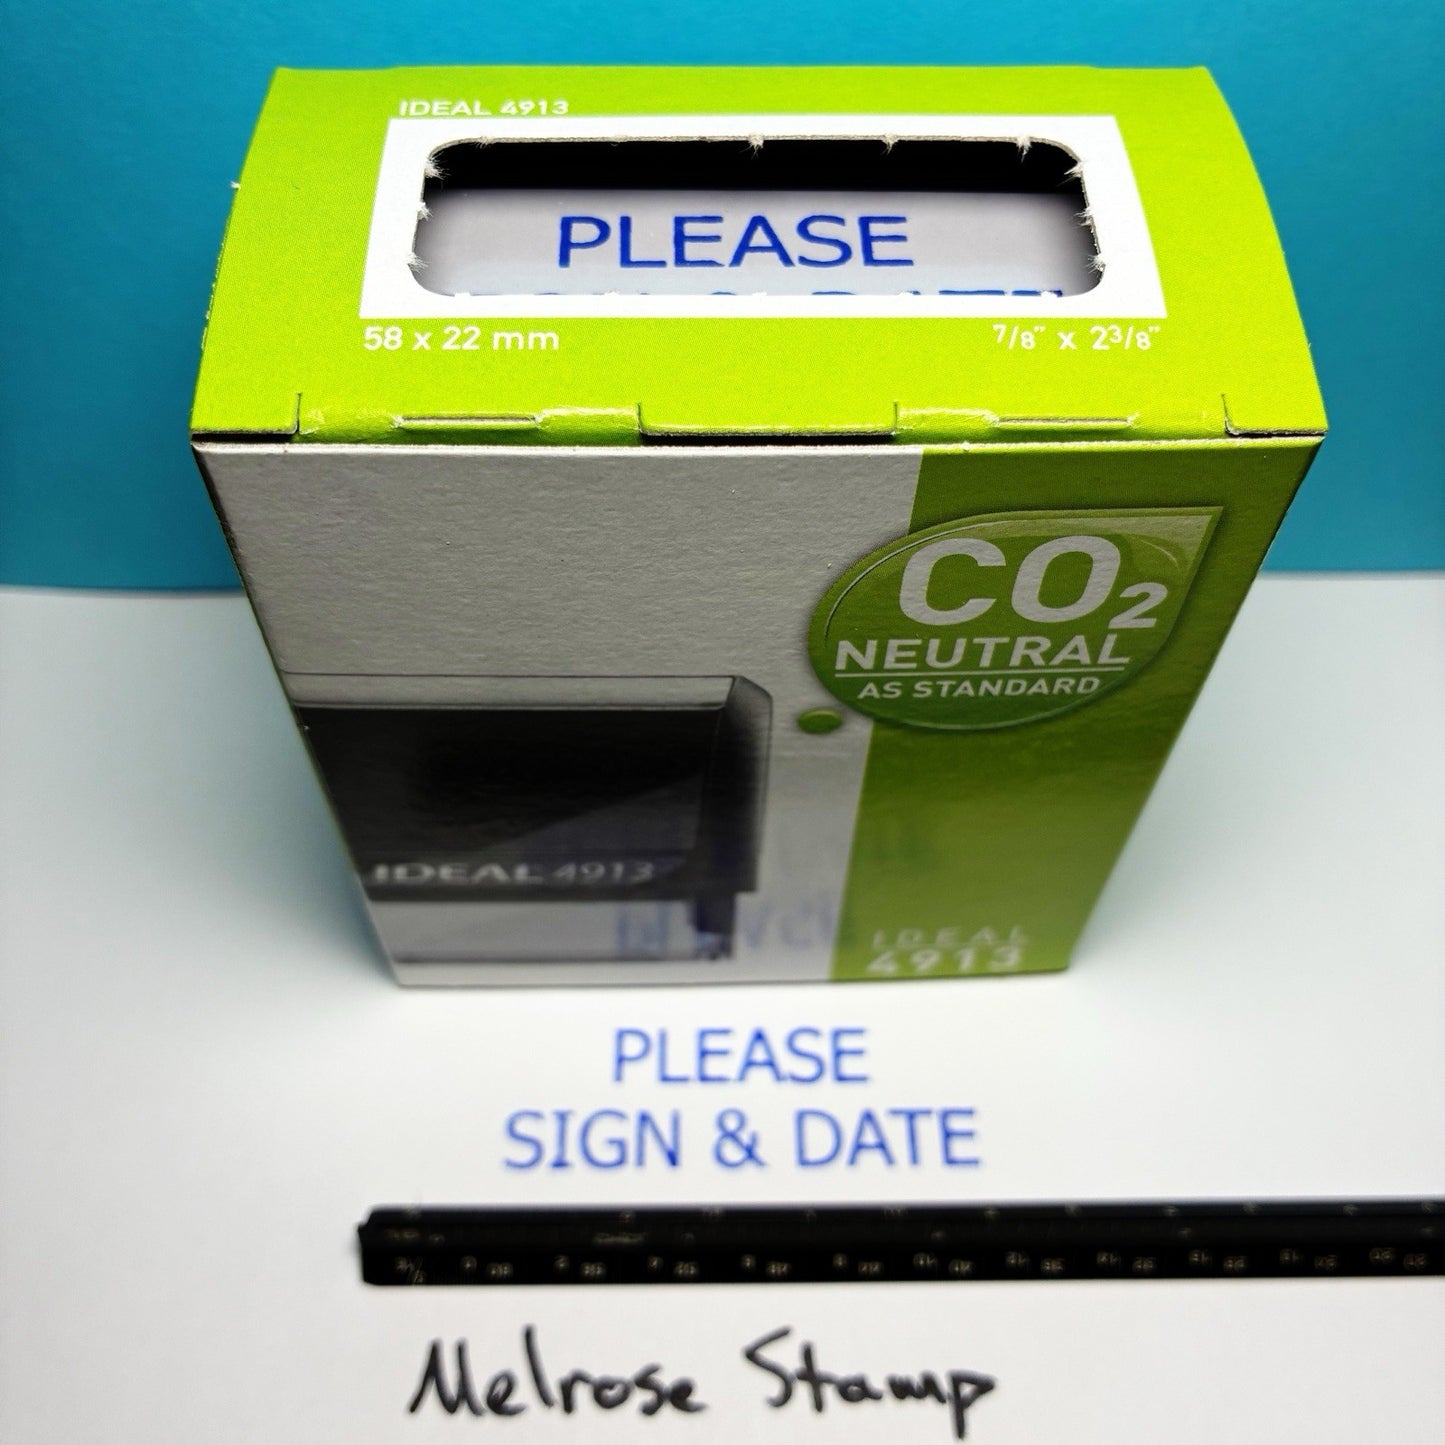 IDEAL 4913
PLEASE
58 x 22 mm
7/8" x 2 3/8"
CO2
NEUTRAL
AS STANDARD
IDEAL 4913
IDEAL
4913
PLEASE
SIGN & DATE
Melrose Stamp